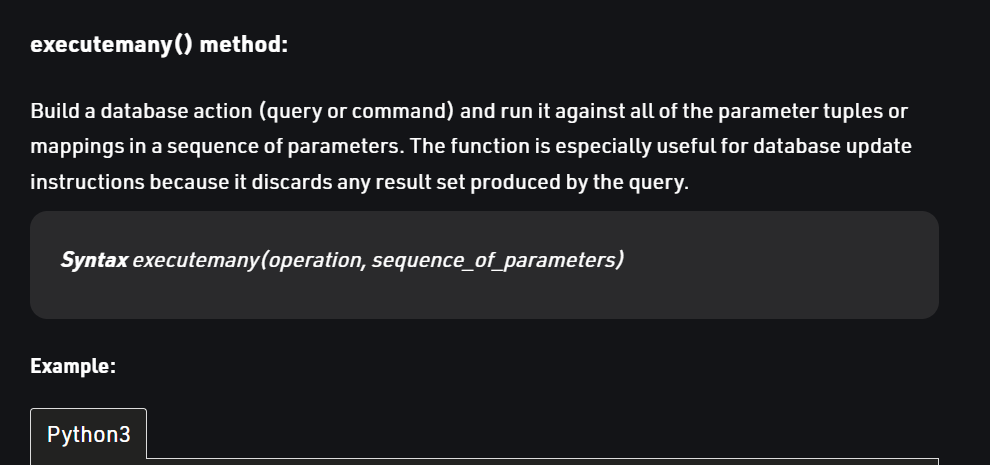 executemany() method:
Build a database action (query or command) and run it against all of the parameter tuples or
mappings in a sequence of parameters. The function is especially useful for database update
instructions because it discards any result set produced by the query.
Syntax executemany(operation, sequence_of_parameters)
Example:
Python3